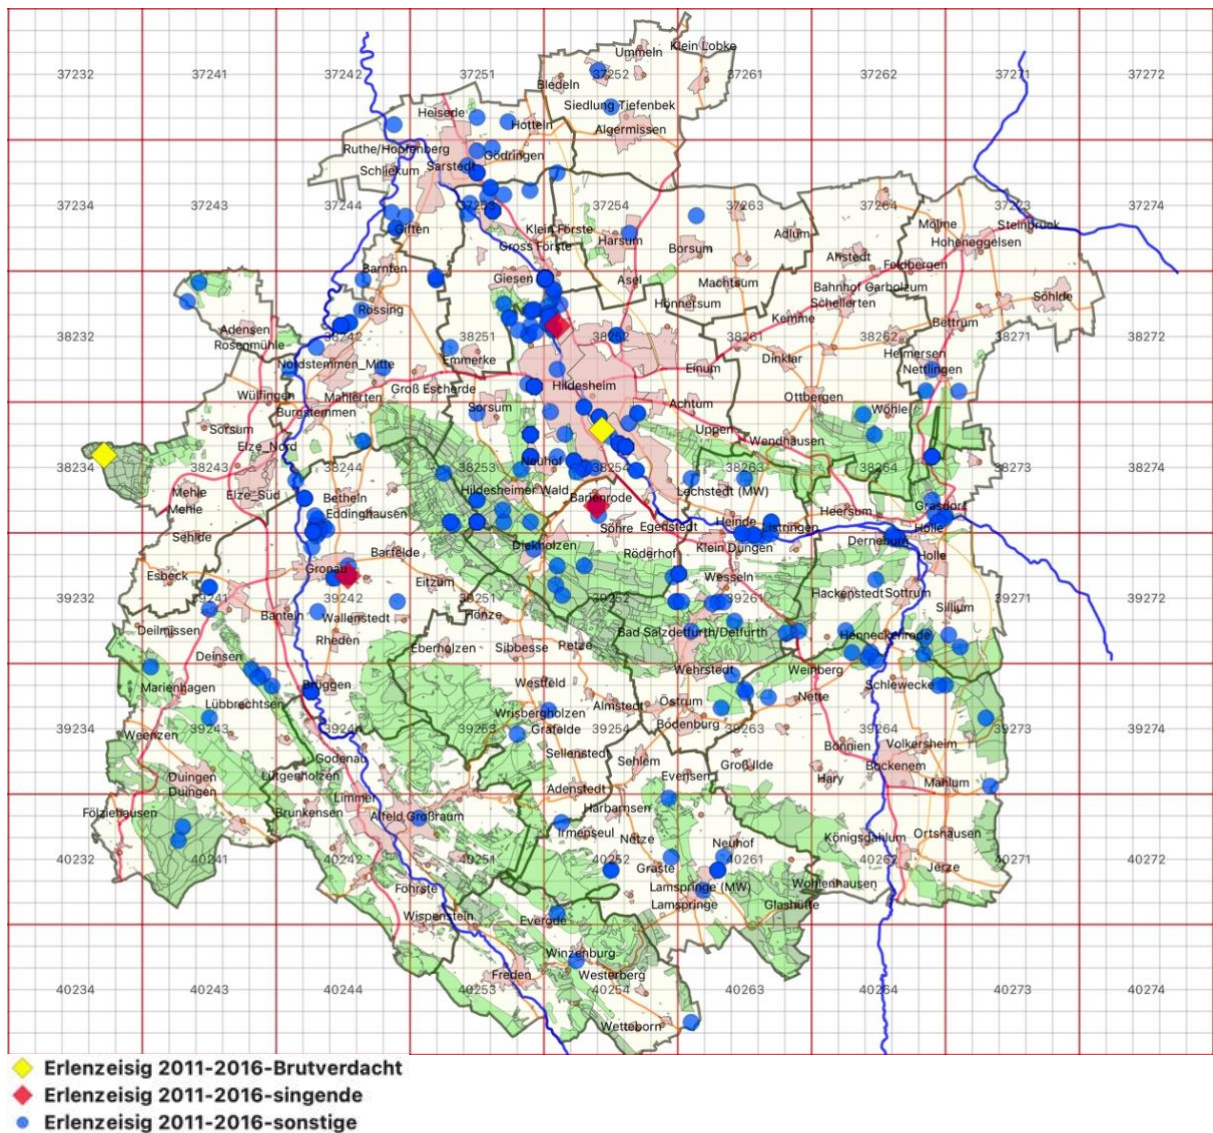 Ummeln
Klein Lobke
37232
37241
37242
37251
37252
37261
37262
37271
37272
Bledeln
Siedlung Tiefenbek
Heisede
Hotteln
Algermissen
Ruthe/Hopfenberg
Sarstedt
Gödringen
Schliekum
37234
37243
37244
37253
37254
37263
37264
37273
37274
Giften
Klein Förste
Harsum
Borsum
Adlum
Mölme
Steinbrück
Hoheneggelsen
Gross Förste
Ahstedt
Feldbergen
Barnten
Giesen
Asel
Machtsum
Bahnhof Garbolzum
Söhlde
Rössing
Hönnersum
Schellerten
Kemme
Bettrum
Adensen
Rosenmühle
38232
38242
38251
38252
38261
38262
38271
38272
Nordstemmen_Mitte
Emmerke
Dinklar
Helmersen
Nettlingen
Mahlerten
Groß Escherde
Hildesheim
Einum
Wülfingen
Burgstemmen
Sorsum
Achtum
Ottbergen
Wöhle
Sorsum
Elze_Nord
Uppen
Wendhausen
38234
38243
38244
38253
38254
38263
38264
38273
38274
Neuhof
Mehle
Mehle
Elze_Süd
Betheln
Hildesheimer Wald
Barienrode
Lechstedt (MW)
Eddinghausen
Söhre
Egenstedt
Heinde
Listringen
Heersum
Grasdorf
Holle
Sehlde
Barfelde
Diekholzen
Röderhof
Klein Düngen
Derneburg
Holle
Esbeck
Gronau
Eitzum
Wesseln
39232
39241
39242
39251
39252
39261
39271
39272
Hackenstedt
Sottrum
Sillium
Banteln
Wallenstedt
Hönze
Deilmissen
Rheden
Eberholzen
Sibbesse
Petze
Bad Salzdetfurth/Detfurth
Henneckenrode
Deinsen
Wehrstedt
Weinberg
Marienhagen
Brüggen
Westfeld
Schlewecke
Lübbrechtsen
Wrisbergholzen
Almstedt
Östrum
Nette
39234
39243
39244
39253
39254
39263
39264
39273
39274
Weenzen
Grafelde
Bodenburg
Bönnien
Volkersheim
Godenau
Sellenstedt
Sehlem
Groß Ilde
Bockenem
Duingen
Duingen
Lütgenholzen
Evensen
Hary
Mahlum
Limmer
Adenstedt
Fölziehausen
Brunkensen
Alfeld_Großraum
Harbarnsen
Irmenseul
Netze
Neuhof
Königsdahlum
Ortshausen
40232
40241
40242
40251
40252
40261
40262
40271
40272
Graste
Jerze
Föhrste
Lamspringe (MW)
Wohlenhausen
Lamspringe
Glashütte
Wispenstein
Everode
Winzenburg
Freden
Westerberg
40234
40243
40244
40253
40254
40263
40264
40273
40274
Wetteborn
Erlenzeisig 2011-2016-Brutverdacht
Erlenzeisig 2011-2016-singende
Erlenzeisig 2011-2016-sonstige